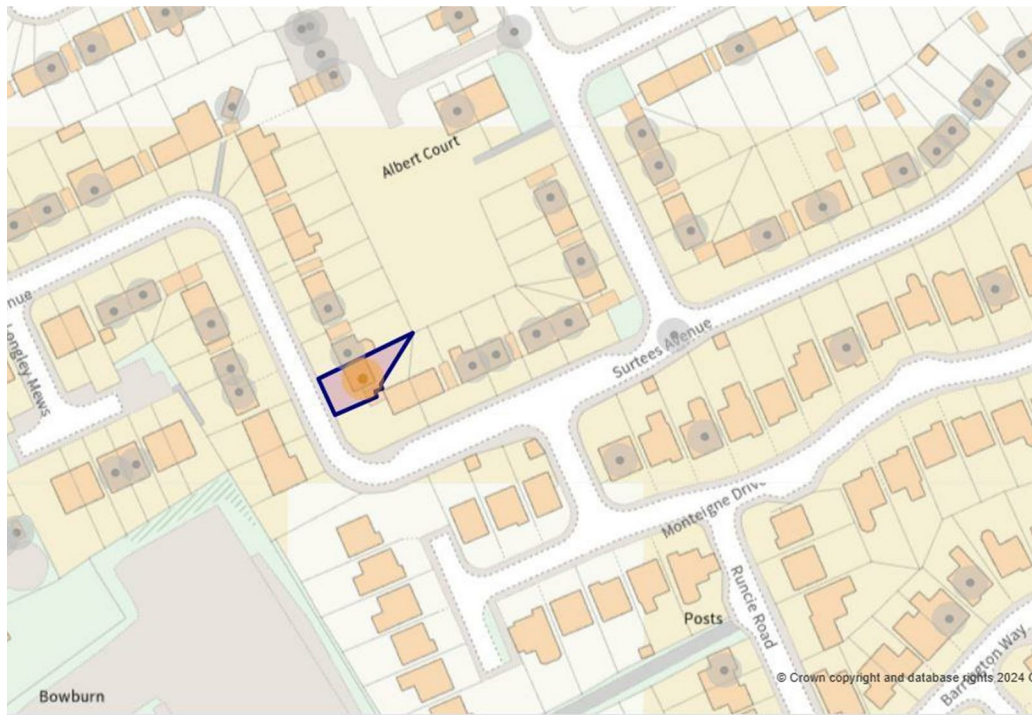 Albert Court
nue
Longley Mews
Surtees Avenue
Monteigne Drive
Runcie Road
Posts
Barrington Way
Bowburn
© Crown copyright and database rights 2024